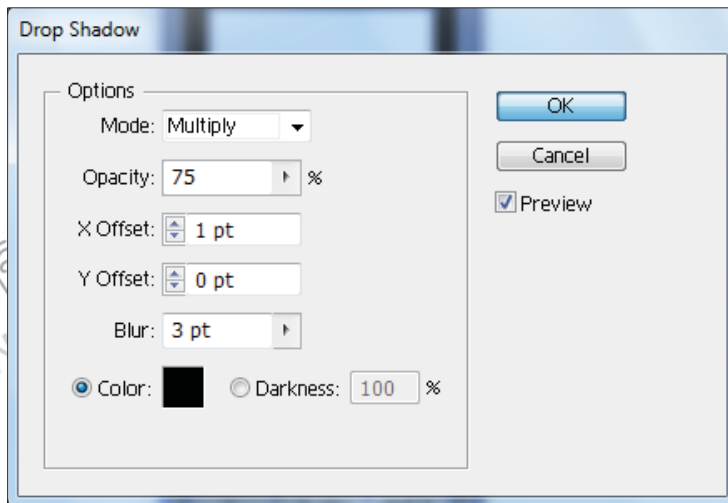 Drop Shadow
Options
Mode: Multiply
Opacity: 75 %
X Offset: 1 pt
Y Offset: 0 pt
Blur: 3 pt
Color: Darkness: 100 %
OK
Cancel
Preview